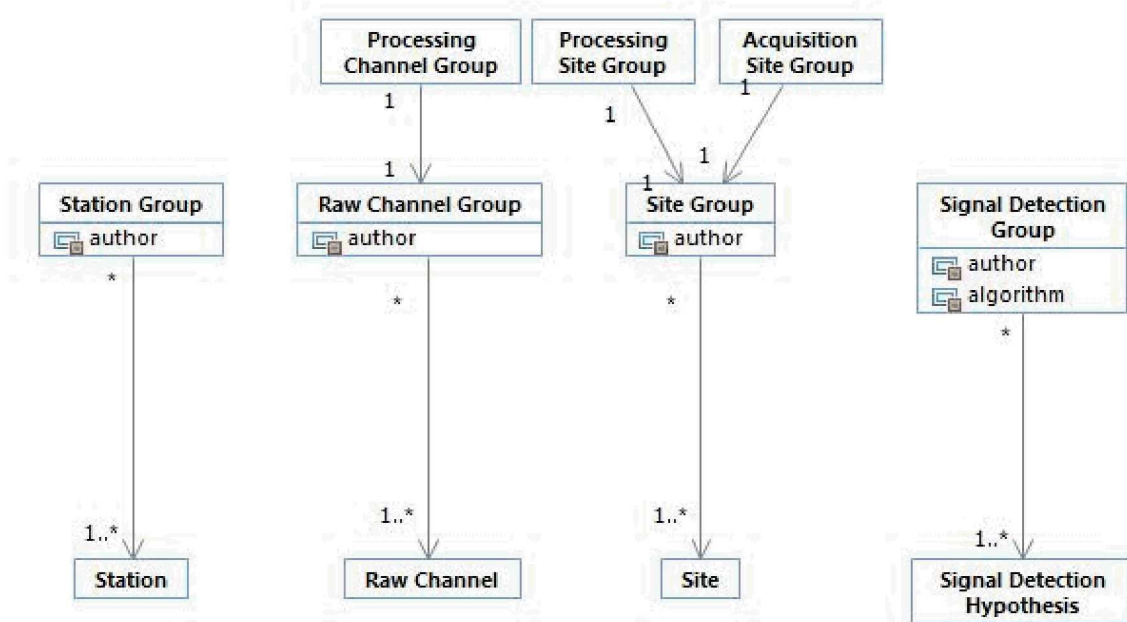 Processing
Channel Group
Processing
Site Group
Acquisition
Site Group
1
1
1
1
1
1
Station Group
author
Raw Channel Group
author
Site Group
author
Signal Detection
Group
author
algorithm
*
*
*
*
1..*
1..*
1..*
1..*
Station
Raw Channel
Site
Signal Detection
Hypothesis